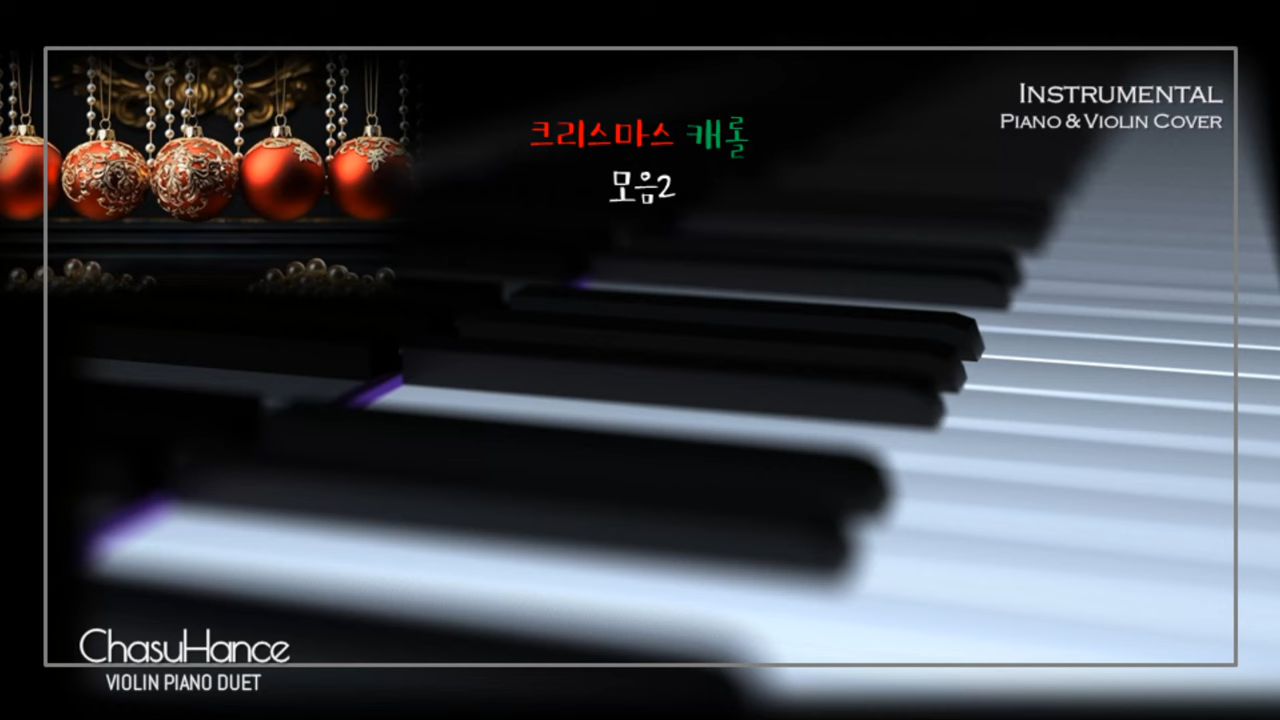 크리스마스 캐롤
모음2
INSTRUMENTAL
PIANO & VIOLIN COVER
ChasuHance
VIOLIN PIANO DUET